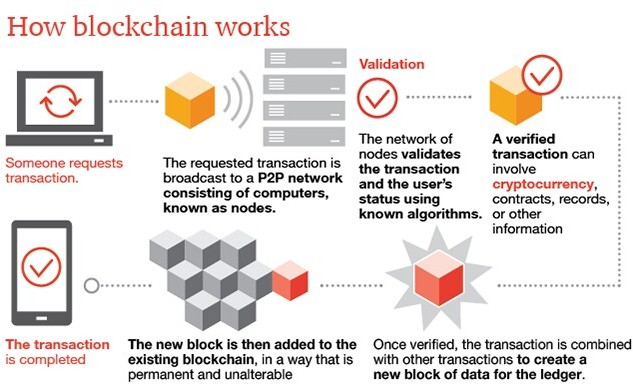 How blockchain works
Someone requests
transaction.
The requested transaction is
broadcast to a P2P network
consisting of computers,
known as nodes.
Validation
The network of
nodes validates
the transaction
and the user's
status using
known algorithms.
A verified
transaction can
involve
cryptocurrency,
contracts, records,
or other
information
Once verified, the transaction is combined
with other transactions to create a
new block of data for the ledger.
The new block is then added to the
existing blockchain, in a way that is
permanent and unalterable
The transaction
is completed